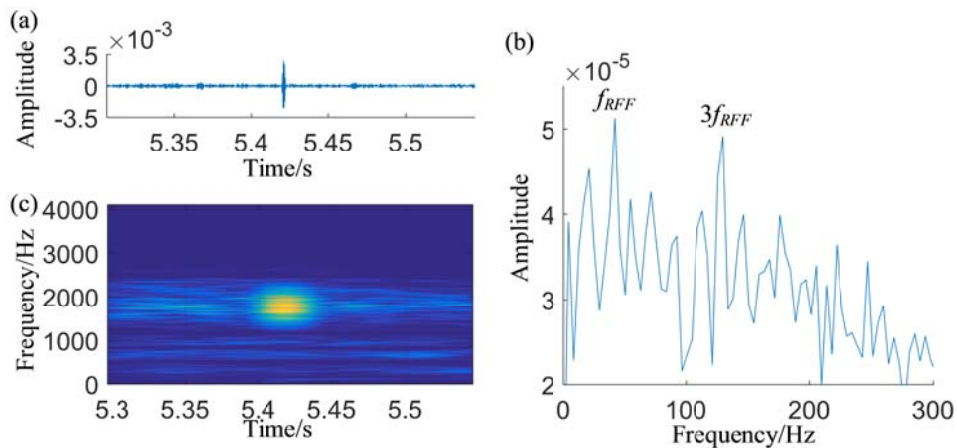 (a)
×10⁻³
3.5
0
-3.5
Amplitude
5.35 5.4 5.45 5.5
Time/s
(c)
4000
3000
2000
1000
0
Frequency/Hz
5.3 5.35 5.4 5.45 5.5
Time/s
(b)
×10⁻⁵
f_RFF
3f_RFF
5
4
3
2
Amplitude
0 100 200 300
Frequency/Hz